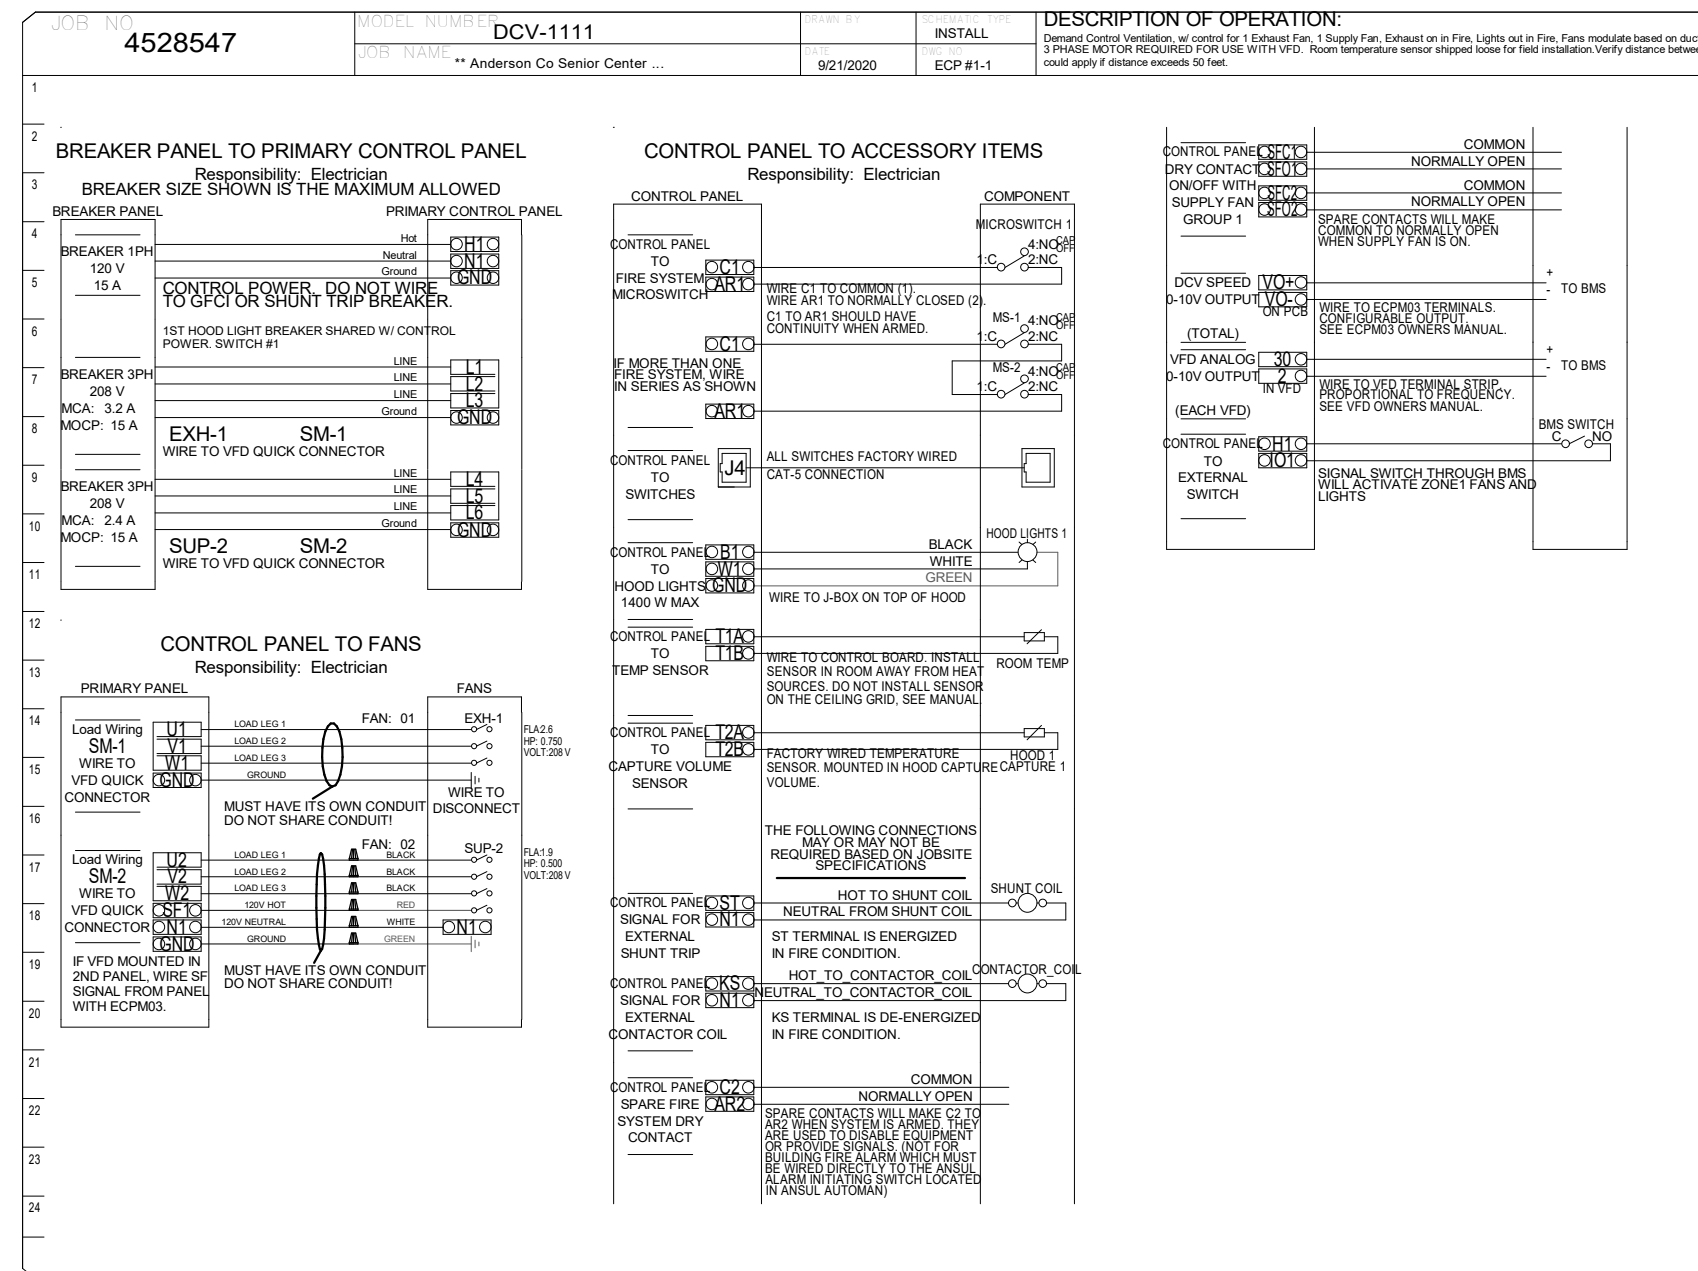 JOB NO
4528547
MODEL NUMBER
DCV-1111
JOB NAME
** Anderson Co Senior Center ...
DRAWN BY
DATE
9/21/2020
SCHEMATIC TYPE
INSTALL
DWG NO
ECP #1-1
DESCRIPTION OF OPERATION:
Demand Control Ventilation, w/ control for 1 Exhaust Fan, 1 Supply Fan, Exhaust on in Fire, Lights out in Fire, Fans modulate based on duc
3 PHASE MOTOR REQUIRED FOR USE WITH VFD. Room temperature sensor shipped loose for field installation.Verify distance betwee
could apply if distance exceeds 50 feet.
1
2
3
4
5
6
7
8
9
10
11
12
13
14
15
16
17
18
19
20
21
22
23
24
BREAKER PANEL TO PRIMARY CONTROL PANEL
Responsibility: Electrician
BREAKER SIZE SHOWN IS THE MAXIMUM ALLOWED
BREAKER PANEL
PRIMARY CONTROL PANEL
BREAKER 1PH
120 V
15 A
Hot
H1
Neutral
N1
Ground
GND
CONTROL POWER. DO NOT WIRE
TO GFCI OR SHUNT TRIP BREAKER.
1ST HOOD LIGHT BREAKER SHARED W/ CONTROL
POWER. SWITCH #1
BREAKER 3PH
208 V
MCA: 3.2 A
MOCP: 15 A
LINE
L1
LINE
L2
LINE
L3
Ground
GND
EXH-1 SM-1
WIRE TO VFD QUICK CONNECTOR
BREAKER 3PH
208 V
MCA: 2.4 A
MOCP: 15 A
LINE
L4
LINE
L5
LINE
L6
Ground
GND
SUP-2 SM-2
WIRE TO VFD QUICK CONNECTOR
CONTROL PANEL TO FANS
Responsibility: Electrician
PRIMARY PANEL
FANS
Load Wiring
SM-1
WIRE TO
VFD QUICK
CONNECTOR
U1
V1
W1
GND
LOAD LEG 1
LOAD LEG 2
LOAD LEG 3
GROUND
FAN: 01
EXH-1
FLA:2.6
HP: 0.750
VOLT:208 V
WIRE TO
DISCONNECT
MUST HAVE ITS OWN CONDUIT
DO NOT SHARE CONDUIT!
Load Wiring
SM-2
WIRE TO
VFD QUICK
CONNECTOR
U2
V2
W2
SF1
N1
GND
LOAD LEG 1
LOAD LEG 2
LOAD LEG 3
120V HOT
120V NEUTRAL
GROUND
FAN: 02
BLACK
BLACK
BLACK
RED
WHITE
GREEN
SUP-2
N1
FLA:1.9
HP: 0.500
VOLT:208 V
IF VFD MOUNTED IN
2ND PANEL, WIRE SF
SIGNAL FROM PANEL
WITH ECPM03.
MUST HAVE ITS OWN CONDUIT
DO NOT SHARE CONDUIT!
CONTROL PANEL TO ACCESSORY ITEMS
Responsibility: Electrician
CONTROL PANEL
COMPONENT
CONTROL PANEL
TO
FIRE SYSTEM
MICROSWITCH
C1
AR1
MICROSWITCH 1
4:NO
CAP
OFF
1:C
2:NC
WIRE C1 TO COMMON (1).
WIRE AR1 TO NORMALLY CLOSED (2).
C1 TO AR1 SHOULD HAVE
CONTINUITY WHEN ARMED.
IF MORE THAN ONE
FIRE SYSTEM, WIRE
IN SERIES AS SHOWN
C1
AR1
MS-1
4:NO
CAP
OFF
1:C
2:NC
MS-2
4:NO
CAP
OFF
1:C
2:NC
CONTROL PANEL
TO
SWITCHES
J4
ALL SWITCHES FACTORY WIRED
CAT-5 CONNECTION
CONTROL PANEL
TO
HOOD LIGHTS
1400 W MAX
B1
W1
GND
BLACK
WHITE
GREEN
HOOD LIGHTS 1
WIRE TO J-BOX ON TOP OF HOOD
CONTROL PANEL
TO
TEMP SENSOR
T1A
T1B
ROOM TEMP
WIRE TO CONTROL BOARD. INSTALL
SENSOR IN ROOM AWAY FROM HEAT
SOURCES. DO NOT INSTALL SENSOR
ON THE CEILING GRID, SEE MANUAL.
CONTROL PANEL
TO
CAPTURE VOLUME
SENSOR
T2A
T2B
HOOD 1
CAPTURE 1
FACTORY WIRED TEMPERATURE
SENSOR. MOUNTED IN HOOD CAPTURE
VOLUME.
THE FOLLOWING CONNECTIONS
MAY OR MAY NOT BE
REQUIRED BASED ON JOBSITE
SPECIFICATIONS
CONTROL PANEL
SIGNAL FOR
EXTERNAL
SHUNT TRIP
ST
N1
HOT TO SHUNT COIL
NEUTRAL FROM SHUNT COIL
SHUNT COIL
ST TERMINAL IS ENERGIZED
IN FIRE CONDITION.
CONTROL PANEL
SIGNAL FOR
EXTERNAL
CONTACTOR COIL
KS
N1
HOT_TO_CONTACTOR_COIL
NEUTRAL_TO_CONTACTOR_COIL
CONTACTOR_COIL
KS TERMINAL IS DE-ENERGIZED
IN FIRE CONDITION.
CONTROL PANEL
SPARE FIRE
SYSTEM DRY
CONTACT
C2
AR2
COMMON
NORMALLY OPEN
SPARE CONTACTS WILL MAKE C2 TO
AR2 WHEN SYSTEM IS ARMED. THEY
ARE USED TO DISABLE EQUIPMENT
OR PROVIDE SIGNALS. (NOT FOR
BUILDING FIRE ALARM WHICH MUST
BE WIRED DIRECTLY TO THE ANSUL
ALARM INITIATING SWITCH LOCATED
IN ANSUL AUTOMAN)
CONTROL PANEL
DRY CONTACT
ON/OFF WITH
SUPPLY FAN
GROUP 1
SFC1
SFO1
SFC2
SFO2
COMMON
NORMALLY OPEN
COMMON
NORMALLY OPEN
SPARE CONTACTS WILL MAKE
COMMON TO NORMALLY OPEN
WHEN SUPPLY FAN IS ON.
DCV SPEED
0-10V OUTPUT
(TOTAL)
VO+
VO-
ON PCB
+
-
TO BMS
WIRE TO ECPM03 TERMINALS.
CONFIGURABLE OUTPUT.
SEE ECPM03 OWNERS MANUAL.
VFD ANALOG
0-10V OUTPUT
(EACH VFD)
30
2
IN VFD
+
-
TO BMS
WIRE TO VFD TERMINAL STRIP.
PROPORTIONAL TO FREQUENCY.
SEE VFD OWNERS MANUAL.
CONTROL PANEL
TO
EXTERNAL
SWITCH
H1
IO1
BMS SWITCH
C
NO
SIGNAL SWITCH THROUGH BMS
WILL ACTIVATE ZONE1 FANS AND
LIGHTS